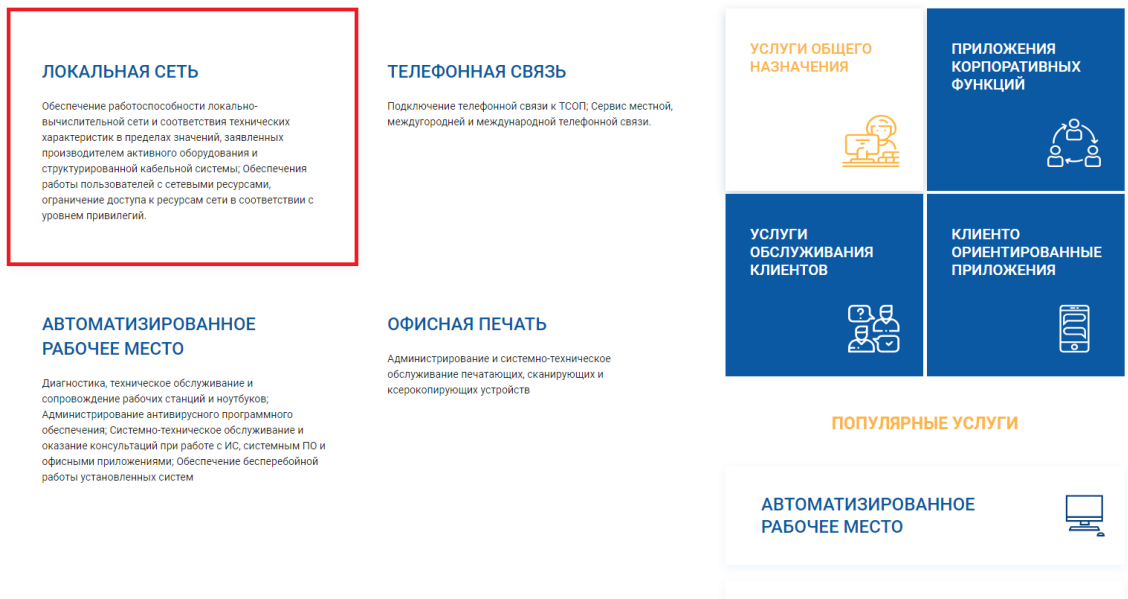 ЛОКАЛЬНАЯ СЕТЬ
Обеспечение работоспособности локально-
вычислительной сети и соответствия технических
характеристик в пределах значений, заявленных
производителем активного оборудования и
структурированной кабельной системы; Обеспечения
работы пользователей с сетевыми ресурсами,
ограничение доступа к ресурсам сети в соответствии с
уровнем привилегий.
ТЕЛЕФОННАЯ СВЯЗЬ
Подключение телефонной связи к ТСОП; Сервис местной,
междугородней и международной телефонной связи.
АВТОМАТИЗИРОВАННОЕ
РАБОЧЕЕ МЕСТО
Диагностика, техническое обслуживание и
сопровождение рабочих станций и ноутбуков;
Администрирование антивирусного программного
обеспечения; Системно-техническое обслуживание и
оказание консультаций при работе с ИС, системным ПО и
офисными приложениями; Обеспечение бесперебойной
работы установленных систем
ОФИСНАЯ ПЕЧАТЬ
Администрирование и системно-техническое
обслуживание печатающих, сканирующих и
ксерокопирующих устройств
УСЛУГИ ОБЩЕГО
НАЗНАЧЕНИЯ
ПРИЛОЖЕНИЯ
КОРПОРАТИВНЫХ
ФУНКЦИЙ
УСЛУГИ
ОБСЛУЖИВАНИЯ
КЛИЕНТОВ
КЛИЕНТО
ОРИЕНТИРОВАННЫЕ
ПРИЛОЖЕНИЯ
ПОПУЛЯРНЫЕ УСЛУГИ
АВТОМАТИЗИРОВАННОЕ
РАБОЧЕЕ МЕСТО